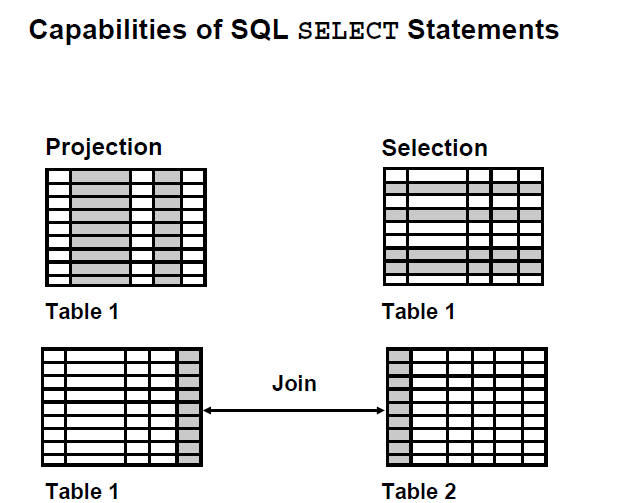 Capabilities of SQL SELECT Statements
Projection
Selection
Table 1
Table 1
Join
Table 1
Table 2